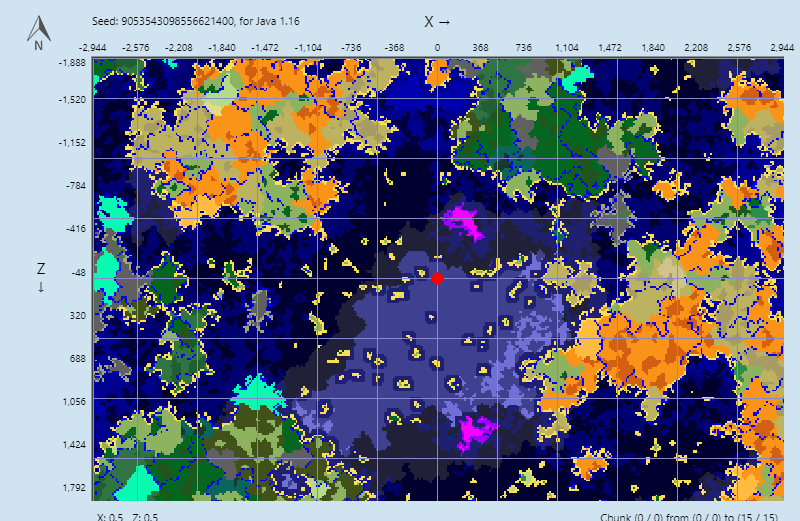 Seed: 9053543098556621400, for Java 1.16
X →
N
-2,944 -2,576 -2,208 -1,840 -1,472 -1,104 -736 -368 0 368 736 1,104 1,472 1,840 2,208 2,576 2,944
-1.888
-1,520
-1,152
-784
-416
Z
-48
↓
320
688
1,056
1,424
1,792
X: 0.5 Z: 0.5
Chunk (0 / 0) from (0 / 0) to (15 / 15)